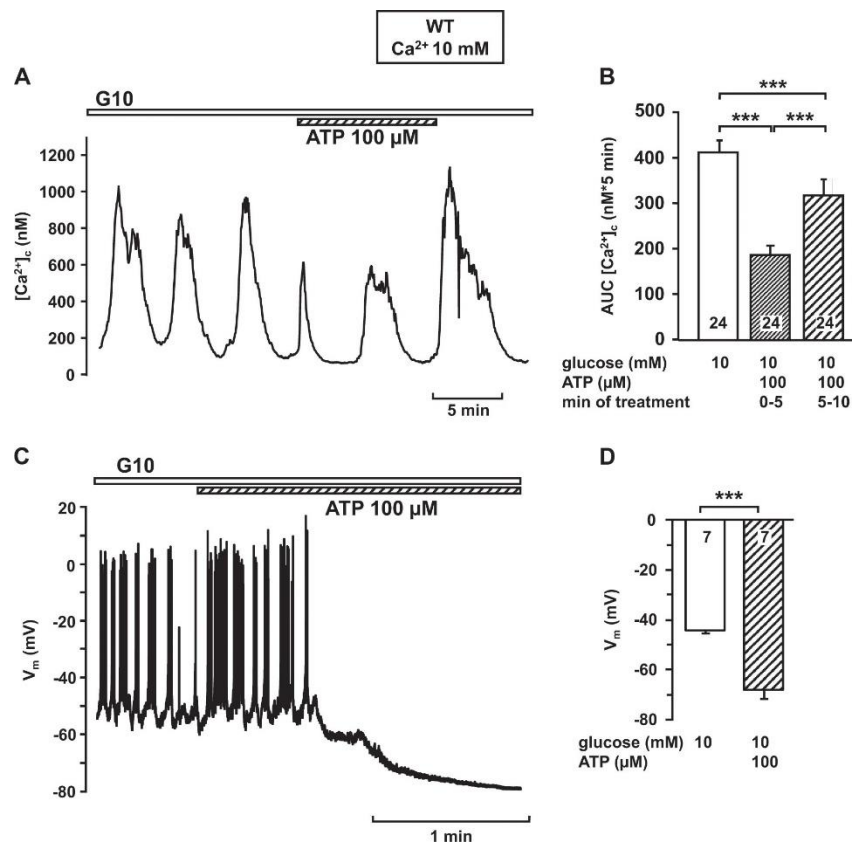 WT
Ca²⁺ 10 mM
A
G10
ATP 100 µM
1200
1000
800
600
400
200
0
[Ca²⁺]c (nM)
5 min
B
***
*** ***
500
400
300
200
100
0
AUC [Ca²⁺]c (nM*5 min)
24 24 24
glucose (mM) 10 10 10
ATP (µM) 100 100
min of treatment 0-5 5-10
C
G10
ATP 100 µM
20
0
-20
-40
-60
-80
Vm (mV)
1 min
D
***
0
-20
-40
-60
-80
Vm (mV)
7 7
glucose (mM) 10 10
ATP (µM) 100